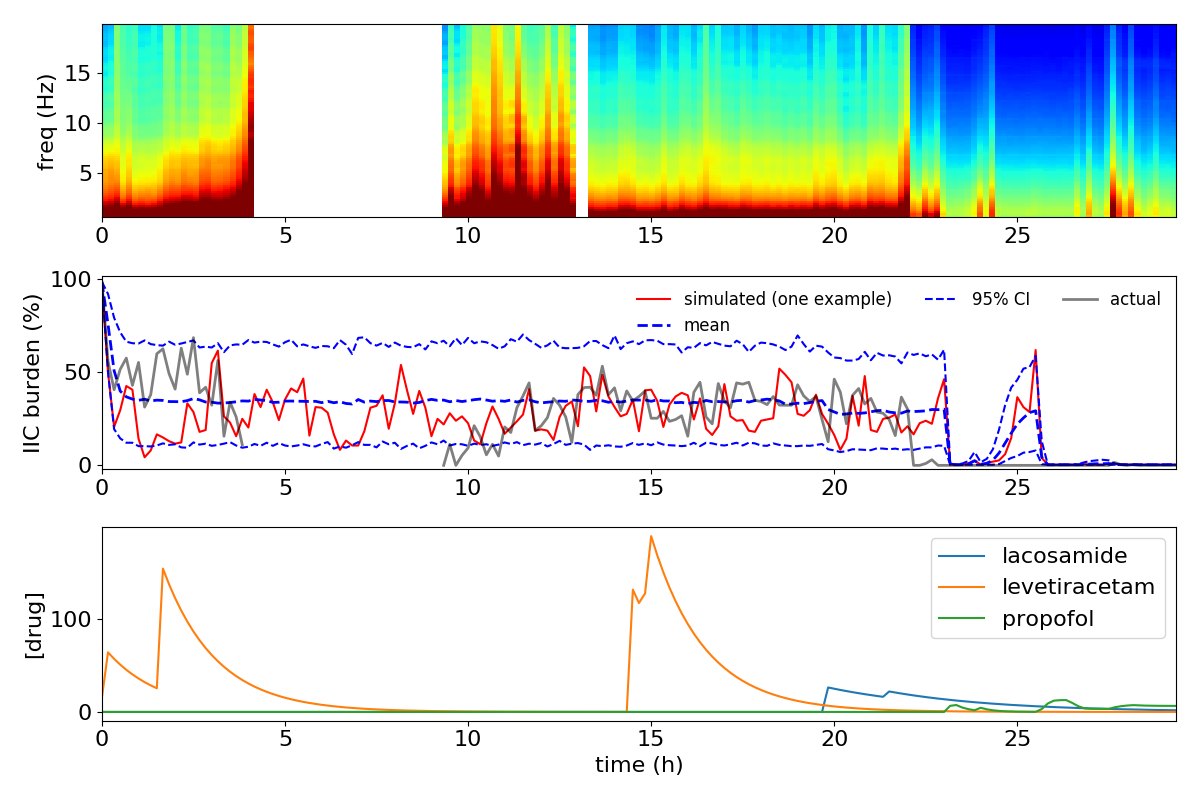 freq (Hz)
15
10
5
0 5 10 15 20 25
IIC burden (%)
100
50
0
simulated (one example) 95% CI actual
mean
0 5 10 15 20 25
[drug]
100
0
lacosamide
levetiracetam
propofol
0 5 10 15 20 25
time (h)